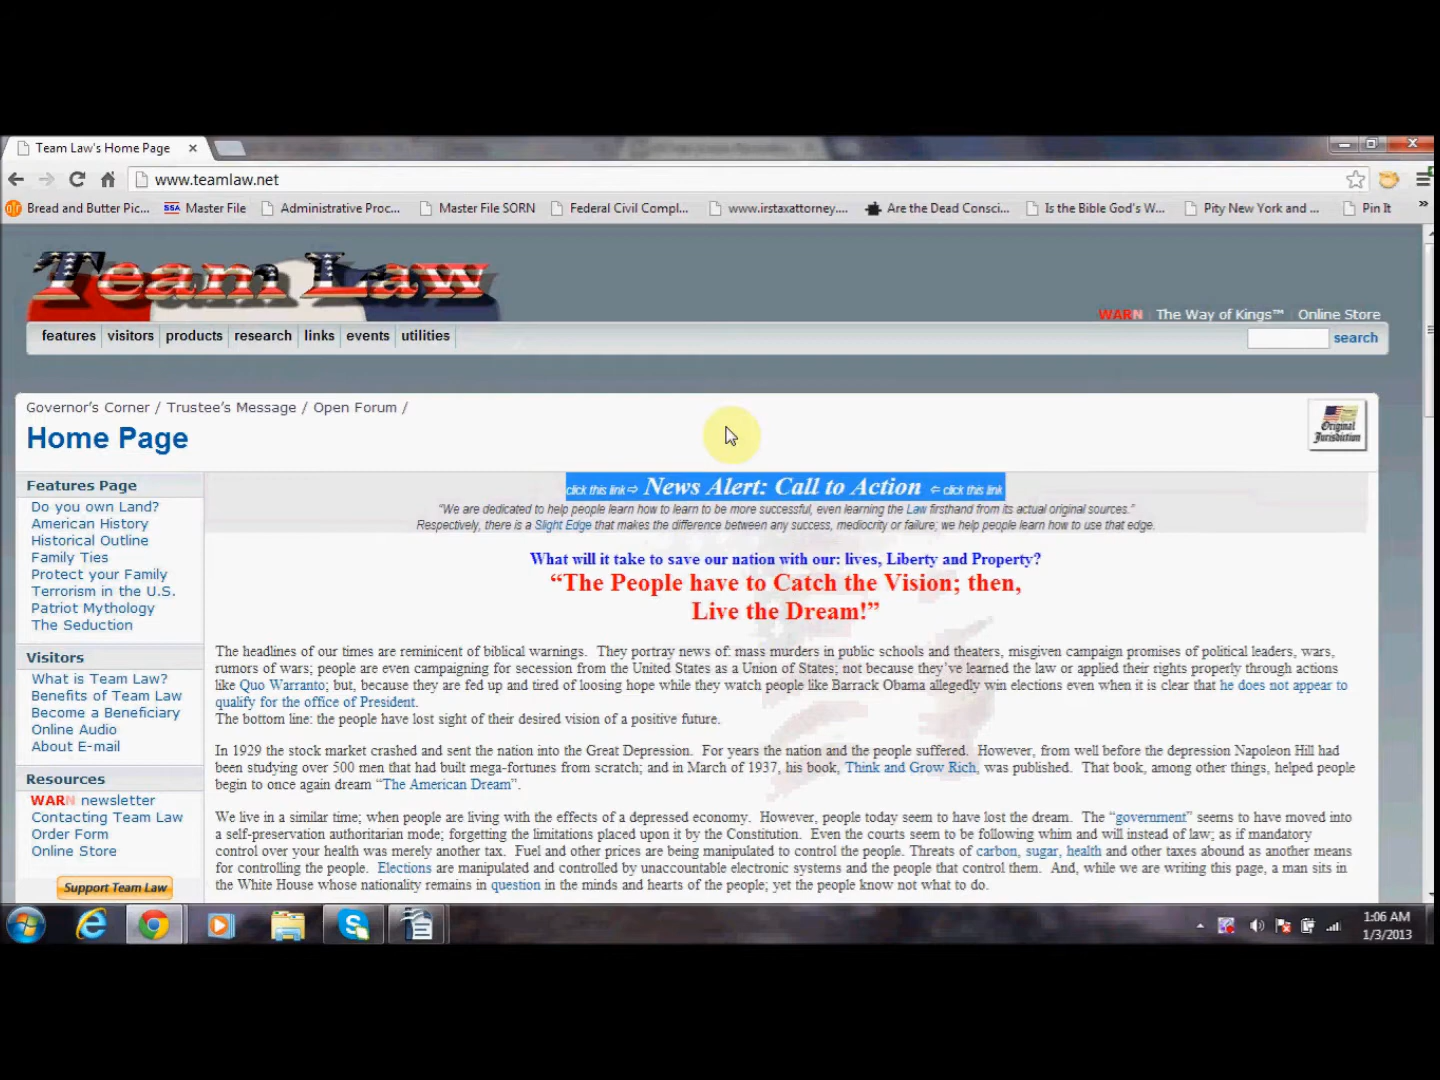 Team Law's Home Page
www.teamlaw.net
Bread and Butter Pic...
SSA Master File
Administrative Proc...
Master File SORN
Federal Civil Compl...
www.irstaxattorney....
Are the Dead Consci...
Is the Bible God's W...
Pity New York and ...
Pin It
»
Team Law
WARN | The Way of Kings™ | Online Store
features | visitors | products | research | links | events | utilities
search
Governor's Corner / Trustee's Message / Open Forum /
Home Page
Original
Jurisdiction
Features Page
Do you own Land?
American History
Historical Outline
Family Ties
Protect your Family
Terrorism in the U.S.
Patriot Mythology
The Seduction
Visitors
What is Team Law?
Benefits of Team Law
Become a Beneficiary
Online Audio
About E-mail
Resources
WARN newsletter
Contacting Team Law
Order Form
Online Store
Support Team Law
click this link⇨ News Alert: Call to Action ⇦ click this link
“We are dedicated to help people learn how to learn to be more successful, even learning the Law firsthand from its actual original sources.”
Respectively, there is a Slight Edge that makes the difference between any success, mediocrity or failure; we help people learn how to use that edge.
What will it take to save our nation with our: lives, Liberty and Property?
“The People have to Catch the Vision; then,
Live the Dream!”
The headlines of our times are reminicent of biblical warnings.  They portray news of: mass murders in public schools and theaters, misgiven campaign promises of political leaders, wars,
rumors of wars; people are even campaigning for secession from the United States as a Union of States; not because they’ve learned the law or applied their rights properly through actions
like Quo Warranto; but, because they are fed up and tired of loosing hope while they watch people like Barrack Obama allegedly win elections even when it is clear that he does not appear to
qualify for the office of President.
The bottom line: the people have lost sight of their desired vision of a positive future.
In 1929 the stock market crashed and sent the nation into the Great Depression.  For years the nation and the people suffered.  However, from well before the depression Napoleon Hill had
been studying over 500 men that had built mega-fortunes from scratch; and in March of 1937, his book, Think and Grow Rich, was published.  That book, among other things, helped people
begin to once again dream “The American Dream”.
We live in a similar time; when people are living with the effects of a depressed economy.  However, people today seem to have lost the dream.  The “government” seems to have moved into
a self-preservation authoritarian mode; forgetting the limitations placed upon it by the Constitution.  Even the courts seem to be following whim and will instead of law; as if mandatory
control over your health was merely another tax.  Fuel and other prices are being manipulated to control the people. Threats of carbon, sugar, health and other taxes abound as another means
for controlling the people.  Elections are manipulated and controlled by unaccountable electronic systems and the people that control them.  And, while we are writing this page, a man sits in
the White House whose nationality remains in question in the minds and hearts of the people; yet the people know not what to do.
1:06 AM
1/3/2013